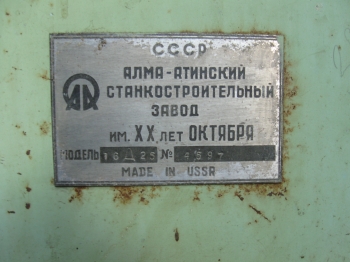 СССР
АЛМА-АТИНСКИЙ
СТАНКОСТРОИТЕЛЬНЫЙ
ЗАВОД
ИМ. XX ЛЕТ ОКТЯБРЯ
МОДЕЛЬ 16Д25 №
MADE IN USSR